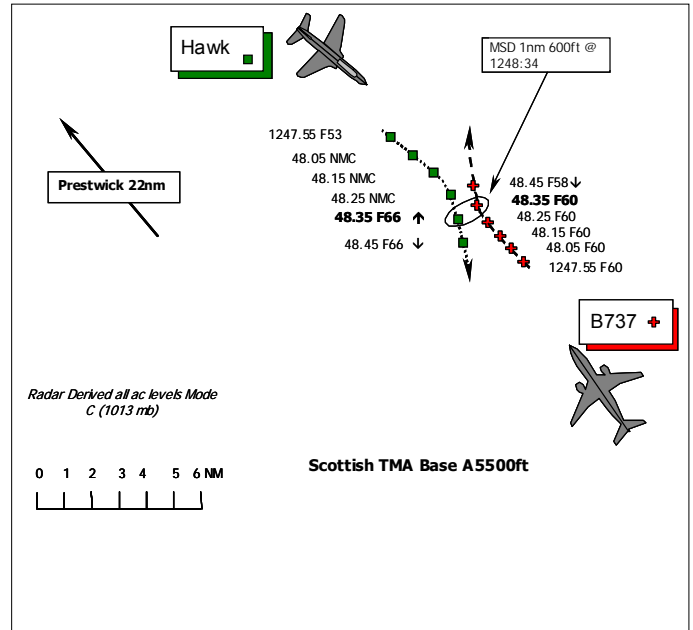 Hawk
MSD 1nm 600ft @
1248:34
1247.55 F53
48.05 NMC
48.15 NMC
48.25 NMC
48.35 F66 ↑
48.45 F66 ↓
Prestwick 22nm
48.45 F58↓
48.35 F60
48.25 F60
48.15 F60
48.05 F60
1247.55 F60
B737
Radar Derived all ac levels Mode
C (1013 mb)
0 1 2 3 4 5 6 NM
Scottish TMA Base A5500ft